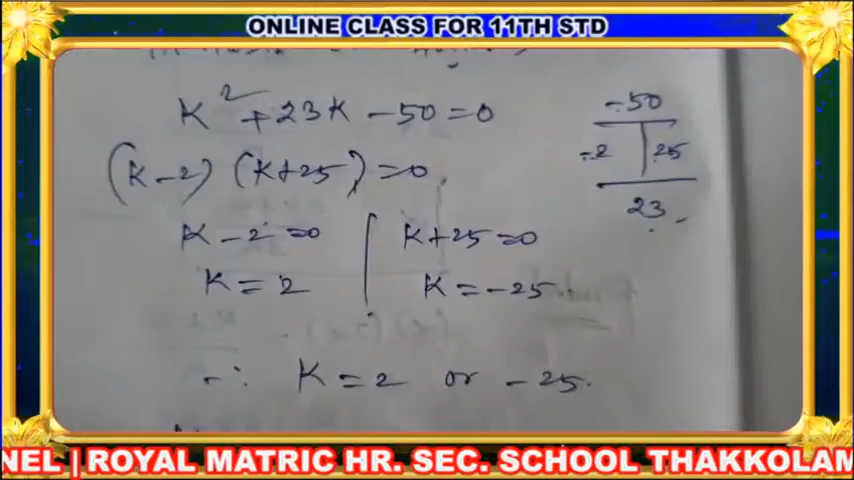 ONLINE CLASS FOR 11TH STD
K² + 23K - 50 = 0
(K - 2) (K + 25) = 0
K - 2 = 0 | K + 25 = 0
K = 2 | K = -25
∴ K = 2 or - 25.
-50
-2 | 25
23
NEL | ROYAL MATRIC HR. SEC. SCHOOL THAKKOLAM